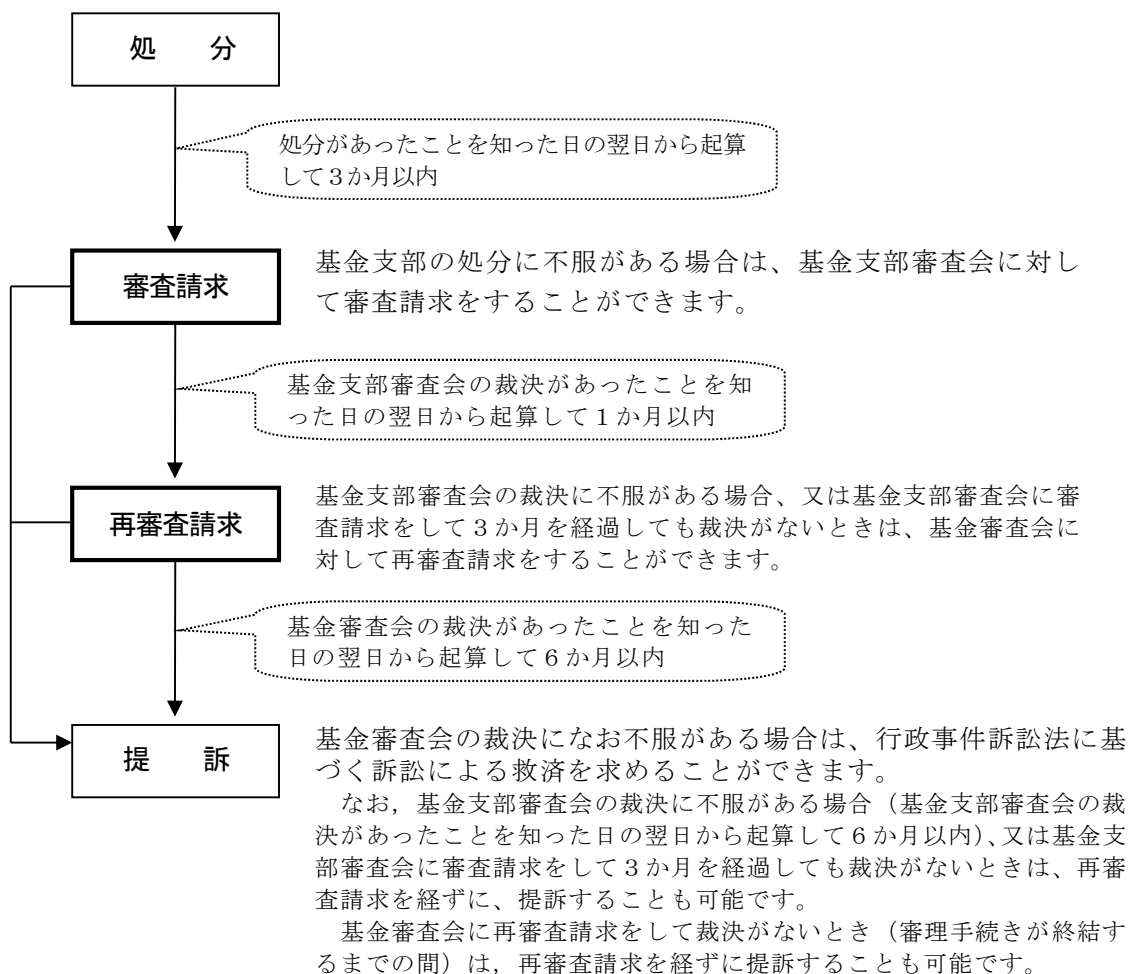 処　　分
処分があったことを知った日の翌日から起算
して３か月以内
審査請求
基金支部の処分に不服がある場合は、基金支部審査会に対し
て審査請求をすることができます。
基金支部審査会の裁決があったことを知
った日の翌日から起算して１か月以内
再審査請求
基金支部審査会の裁決に不服がある場合、又は基金支部審査会に審
査請求をして３か月を経過しても裁決がないときは、基金審査会に
対して再審査請求をすることができます。
基金審査会の裁決があったことを知った
日の翌日から起算して６か月以内
提　　訴
基金審査会の裁決になお不服がある場合は、行政事件訴訟法に基
づく訴訟による救済を求めることができます。
　なお，基金支部審査会の裁決に不服がある場合（基金支部審査会の裁
決があったことを知った日の翌日から起算して６か月以内）、又は基金支
部審査会に審査請求をして３か月を経過しても裁決がないときは、再審
査請求を経ずに、提訴することも可能です。
　基金審査会に再審査請求をして裁決がないとき（審理手続きが終結す
るまでの間）は，再審査請求を経ずに提訴することも可能です。